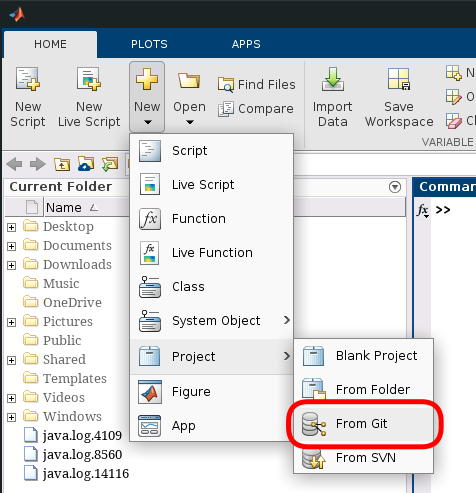 HOME PLOTS APPS
New Script
New Live Script
New
Open
Find Files
Compare
Import Data
Save Workspace
N
O
Cl
VARIABLE
Current Folder
Name
Desktop
Documents
Downloads
Music
OneDrive
Pictures
Public
Shared
Templates
Videos
Windows
java.log.4109
java.log.8560
java.log.14116
Script
Live Script
fx Function
fx Live Function
Class
System Object
Project
Figure
App
Blank Project
From Folder
From Git
From SVN
Comma
fx >>